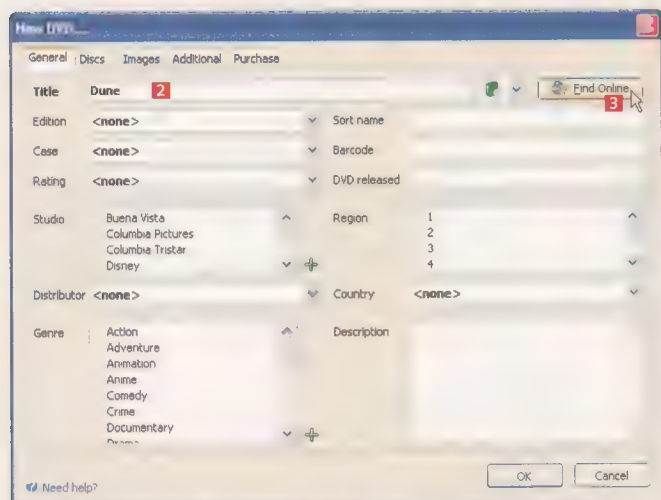 New DVD...
General Discs Images Additional Purchase
Title Dune 2 Find Online 3
Edition <none> Sort name
Case <none> Barcode
Rating <none> DVD released
Studio Buena Vista Region 1
Columbia Pictures 2
Columbia Tristar 3
Disney 4
Distributor <none> Country <none>
Genre Action Description
Adventure
Animation
Anime
Comedy
Crime
Documentary
Drama
Need help? OK Cancel